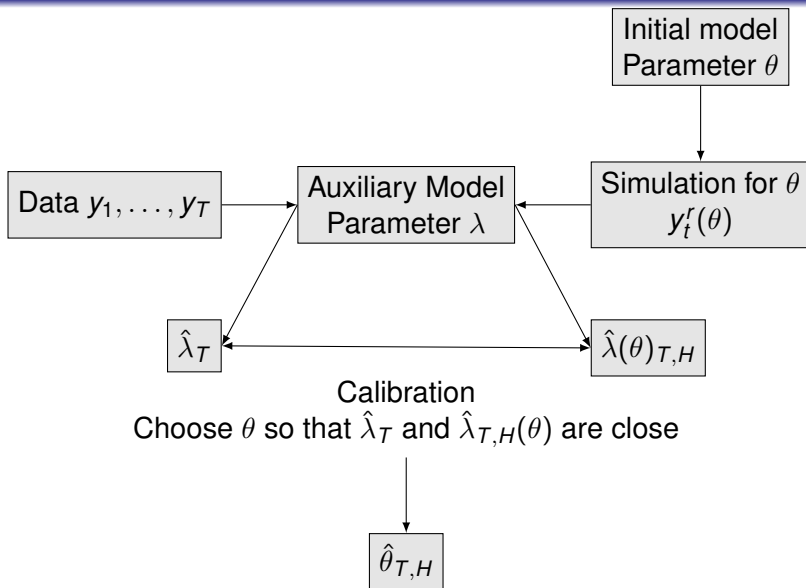 Initial model
Parameter θ
Data y₁, . . . , y_T
Auxiliary Model
Parameter λ
Simulation for θ
yₜʳ(θ)
λ̂_T
λ̂(θ)_{T,H}
Calibration
Choose θ so that λ̂_T and λ̂_{T,H}(θ) are close
θ̂_{T,H}